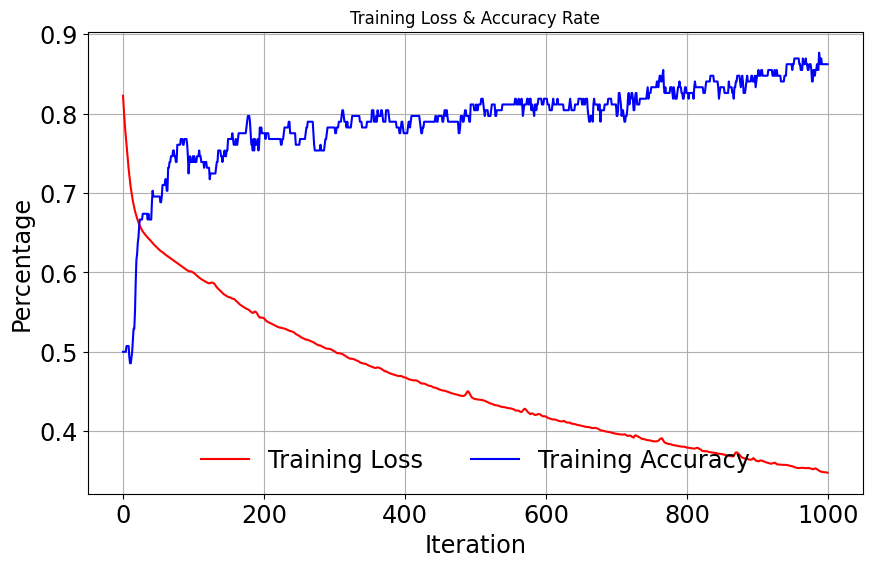 Training Loss & Accuracy Rate
0.9
0.8
0.7
0.6
0.5
0.4
Percentage
Training Loss
Training Accuracy
0
200
400
600
800
1000
Iteration